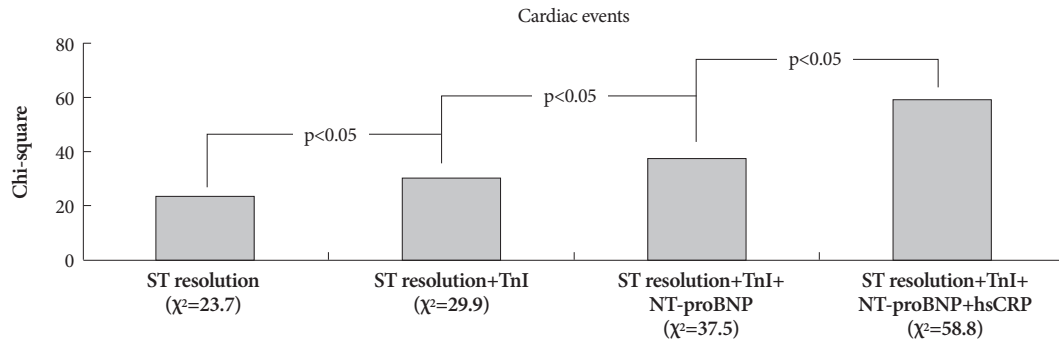 Cardiac events
80
p<0.05
60
p<0.05
p<0.05
40
20
0
Chi-square
ST resolution
(χ²=23.7)
ST resolution+TnI
(χ²=29.9)
ST resolution+TnI+
NT-proBNP
(χ²=37.5)
ST resolution+TnI+
NT-proBNP+hsCRP
(χ²=58.8)